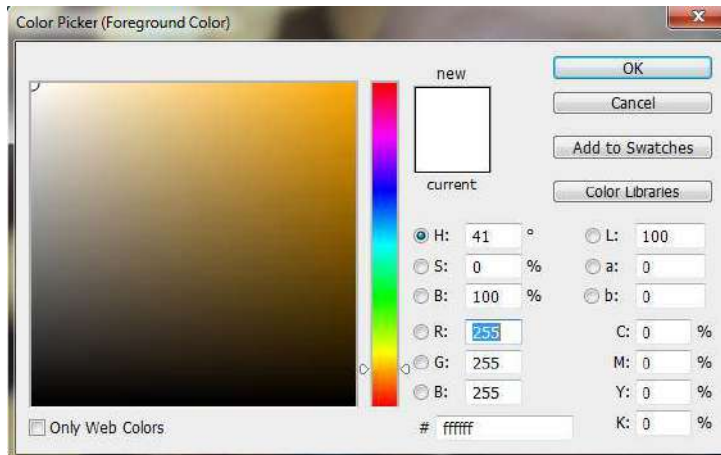 Color Picker (Foreground Color)
new
current
OK
Cancel
Add to Swatches
Color Libraries
H: 41 °
S: 0 %
B: 100 %
R: 255
G: 255
B: 255
# ffffff
L: 100
a: 0
b: 0
C: 0 %
M: 0 %
Y: 0 %
K: 0 %
Only Web Colors